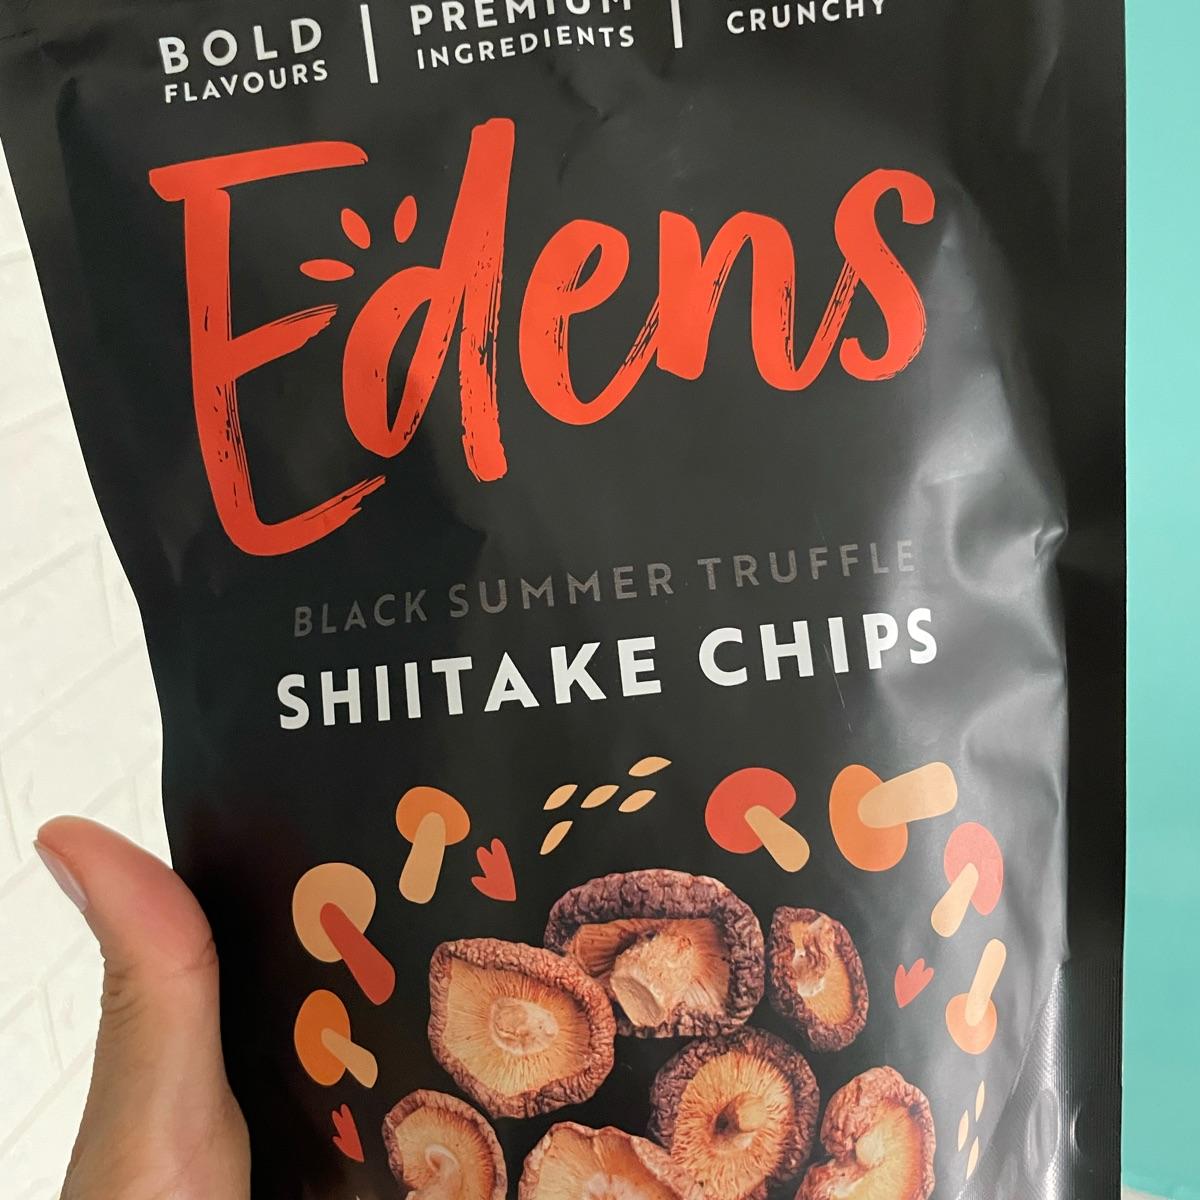 BOLD
FLAVOURS
PREMIUM
INGREDIENTS
CRUNCHY
Edens
BLACK SUMMER TRUFFLE
SHIITAKE CHIPS